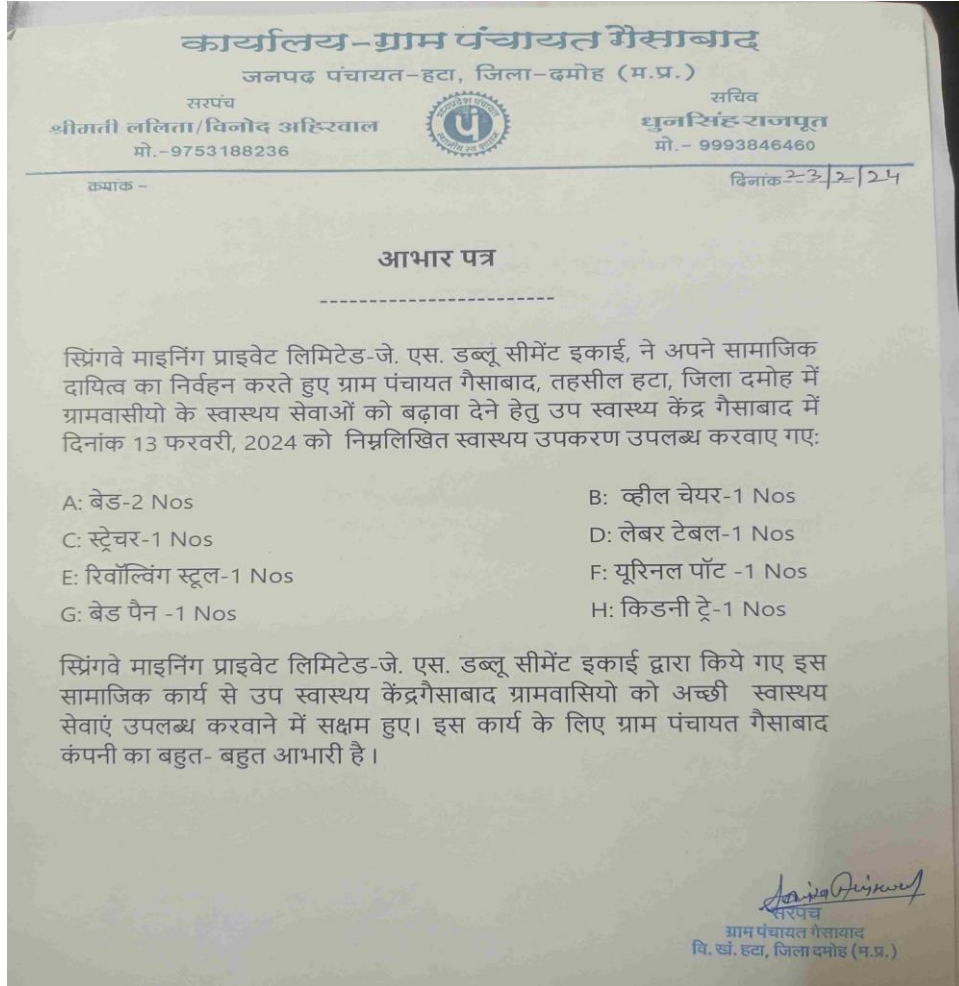 कार्यालय-ग्राम पंचायत गैसाबाद
जनपद पंचायत-हटा, जिला-दमोह (म.प्र.)
सरपंच
श्रीमती ललिता/विनोद अहिरवाल
मो.-9753188236
मध्यप्रदेश पंचायत
पं
स्थानीय स्व शासन
सचिव
धुनसिंह राजपूत
मो.- 9993846460
क्रमांक -
दिनांक 23/2/24
आभार पत्र
------------------------
स्प्रिंगवे माइनिंग प्राइवेट लिमिटेड-जे. एस. डब्लू सीमेंट इकाई, ने अपने सामाजिक
दायित्व का निर्वहन करते हुए ग्राम पंचायत गैसाबाद, तहसील हटा, जिला दमोह में
ग्रामवासीयो के स्वास्थय सेवाओं को बढ़ावा देने हेतु उप स्वास्थ्य केंद्र गैसाबाद में
दिनांक 13 फरवरी, 2024 को निम्नलिखित स्वास्थय उपकरण उपलब्ध करवाए गए:
A: बेड-2 Nos B: व्हील चेयर-1 Nos
C: स्ट्रेचर-1 Nos D: लेबर टेबल-1 Nos
E: रिवॉल्विंग स्टूल-1 Nos F: यूरिनल पॉट -1 Nos
G: बेड पैन -1 Nos H: किडनी ट्रे-1 Nos
स्प्रिंगवे माइनिंग प्राइवेट लिमिटेड-जे. एस. डब्लू सीमेंट इकाई द्वारा किये गए इस
सामाजिक कार्य से उप स्वास्थय केंद्रगैसाबाद ग्रामवासियो को अच्छी स्वास्थय
सेवाएं उपलब्ध करवाने में सक्षम हुए। इस कार्य के लिए ग्राम पंचायत गैसाबाद
कंपनी का बहुत- बहुत आभारी है।
सरपंच
ग्राम पंचायत गैसाबाद
वि. खं. हटा, जिला दमोह (म.प्र.)